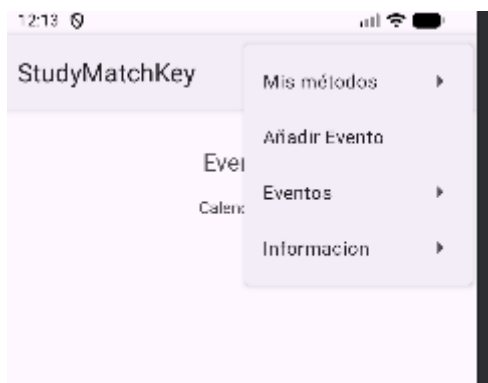 12:13
StudyMatchKey
Mis métodos
Añadir Evento
Eventos
Informacion